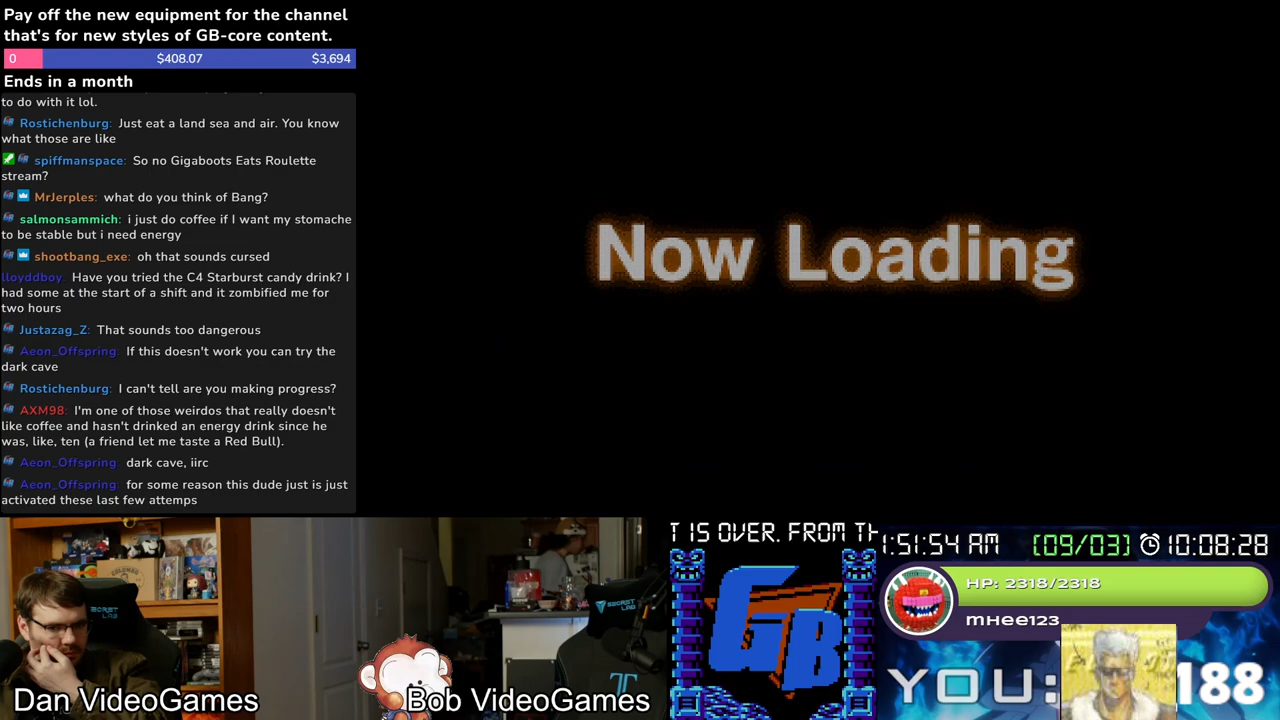 Pay off the new equipment for the channel
that's for new styles of GB-core content.
0 $408.07 $3,694
Ends in a month
to do with it lol.
Rostichenburg: Just eat a land sea and air. You know
what those are like
spiffmanspace: So no Gigaboots Eats Roulette
stream?
MrJerples: what do you think of Bang?
salmonsammich: i just do coffee if I want my stomache
to be stable but i need energy
shootbang_exe: oh that sounds cursed
lloyddboy: Have you tried the C4 Starburst candy drink? I
had some at the start of a shift and it zombified me for
two hours
Justazag_Z: That sounds too dangerous
Aeon_Offspring: If this doesn't work you can try the
dark cave
Rostichenburg: I can't tell are you making progress?
AXM98: I'm one of those weirdos that really doesn't
like coffee and hasn't drinked an energy drink since he
was, like, ten (a friend let me taste a Red Bull).
Aeon_Offspring: dark cave, iirc
Aeon_Offspring: for some reason this dude just is just
activated these last few attemps
Now Loading
SECRET LAB
SECRET LAB
Dan VideoGames
Bob VideoGames
T IS OVER. FROM TH
GB
1:51:54 AM [09/03] 10:08:28
HP: 2318/2318
mHee123
YOU: 188